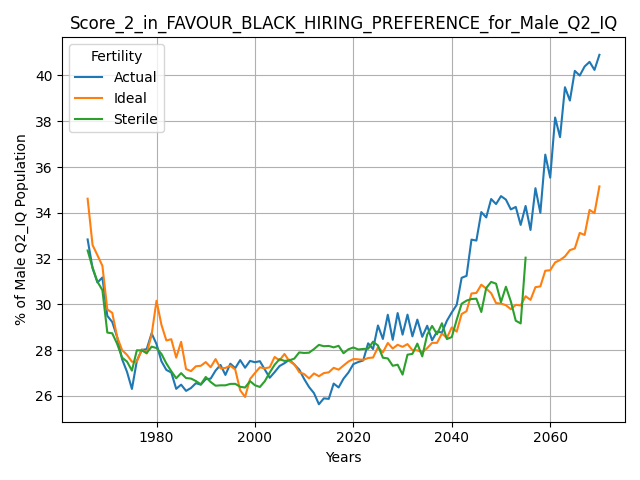 Score_2_in_FAVOUR_BLACK_HIRING_PREFERENCE_for_Male_Q2_IQ
Fertility
Actual
Ideal
Sterile
% of Male Q2_IQ Population
40
38
36
34
32
30
28
26
1980
2000
2020
2040
2060
Years